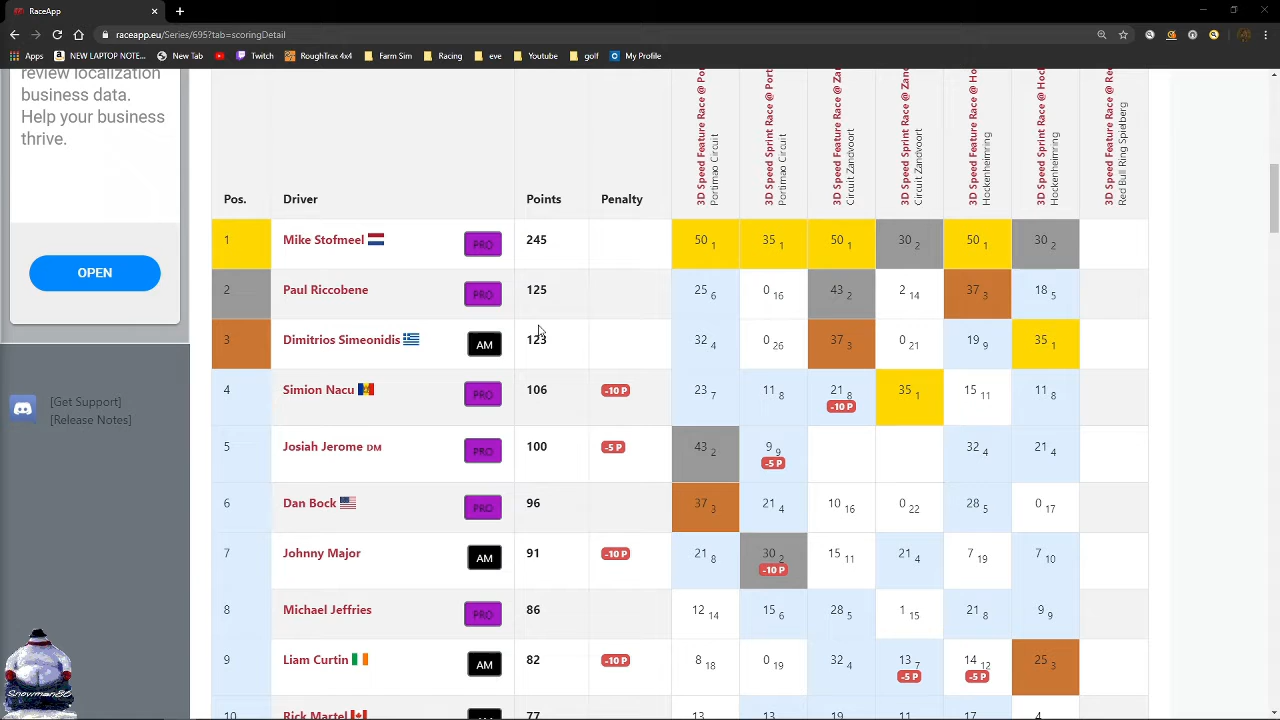 RaceApp
raceapp.eu/Series/695?tab=scoringDetail
Apps
NEW LAPTOP NOTE...
New Tab
Twitch
RoughTrax 4x4
Farm Sim
Racing
eve
Youtube
golf
My Profile
review localization
business data.
Help your business
thrive.
OPEN
[Get Support]
[Release Notes]
Pos. Driver Points Penalty
3D Speed Feature Race @
Portimao Circuit
3D Speed Sprint Race @
Portimao Circuit
3D Speed Feature Race @
Circuit Zandvoort
3D Speed Sprint Race @
Circuit Zandvoort
3D Speed Feature Race @
Hockenheimring
3D Speed Sprint Race @
Hockenheimring
3D Speed Feature Race @
Red Bull Ring Spielberg
1 Mike Stofmeel PRO 245 50 1 35 1 50 1 30 2 50 1 30 2
2 Paul Riccobene PRO 125 25 6 0 16 43 2 2 14 37 3 18 5
3 Dimitrios Simeonidis AM 123 32 4 0 26 37 3 0 21 19 9 35 1
4 Simion Nacu PRO 106 -10 P 23 7 11 8 21 8 35 1 15 11 11 8
-10 P
5 Josiah Jerome DM PRO 100 -5 P 43 2 9 9 32 4 21 4
-5 P
6 Dan Bock PRO 96 37 3 21 4 10 16 0 22 28 5 0 17
7 Johnny Major AM 91 -10 P 21 8 30 2 15 11 21 4 7 19 7 10
-10 P
8 Michael Jeffries PRO 86 12 14 15 6 28 5 1 15 21 8 9 9
9 Liam Curtin AM 82 -10 P 8 18 0 19 32 4 13 7 14 12 25 3
-5 P -5 P
10 Rick Martel 77 13 13 19 11 17 4